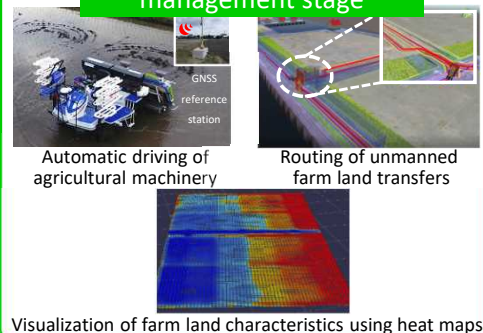 management stage
GNSS
reference
station
Automatic driving of
agricultural machinery
Routing of unmanned
farm land transfers
Visualization of farm land characteristics using heat maps